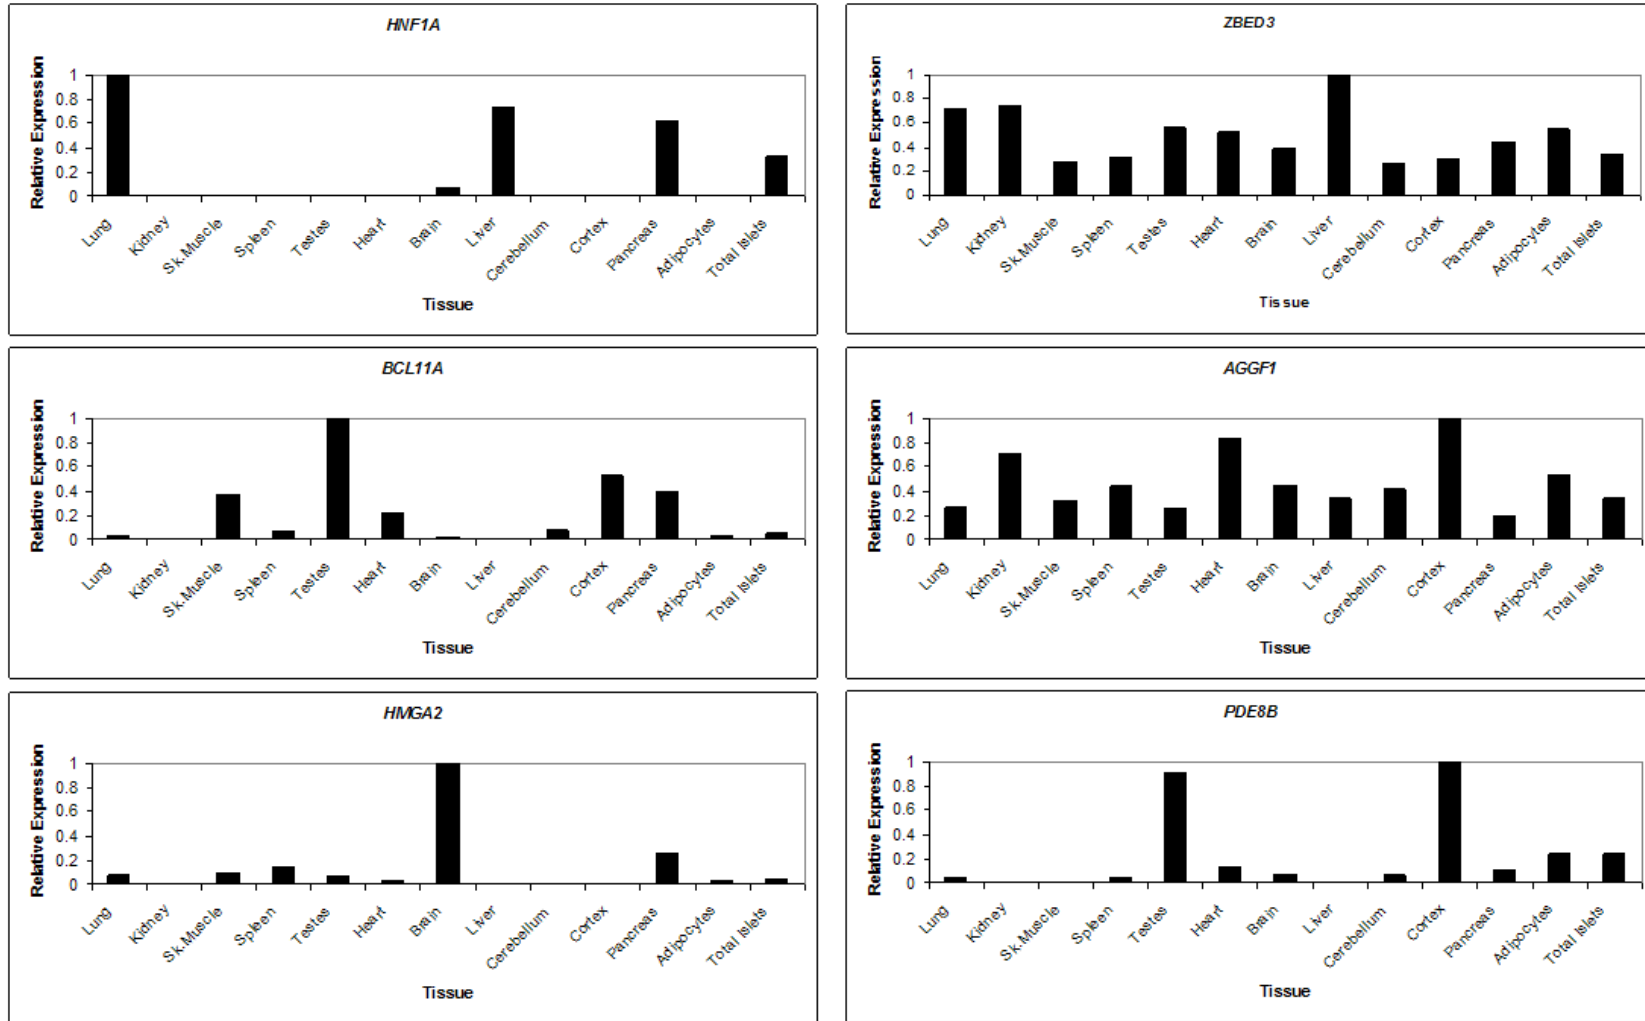 HNF1A
Relative Expression
1
0.8
0.6
0.4
0.2
0
Lung
Kidney
Sk.Muscle
Spleen
Testes
Heart
Brain
Liver
Cerebellum
Cortex
Pancreas
Adipocytes
Total Islets
Tissue
ZBED3
Relative Expression
1
0.8
0.6
0.4
0.2
0
Lung
Kidney
Sk.Muscle
Spleen
Testes
Heart
Brain
Liver
Cerebellum
Cortex
Pancreas
Adipocytes
Total Islets
Tissue
BCL11A
Relative Expression
1
0.8
0.6
0.4
0.2
0
Lung
Kidney
Sk.Muscle
Spleen
Testes
Heart
Brain
Liver
Cerebellum
Cortex
Pancreas
Adipocytes
Total Islets
Tissue
AGGF1
Relative Expression
1
0.8
0.6
0.4
0.2
0
Lung
Kidney
Sk.Muscle
Spleen
Testes
Heart
Brain
Liver
Cerebellum
Cortex
Pancreas
Adipocytes
Total Islets
Tissue
HMGA2
Relative Expression
1
0.8
0.6
0.4
0.2
0
Lung
Kidney
Sk.Muscle
Spleen
Testes
Heart
Brain
Liver
Cerebellum
Cortex
Pancreas
Adipocytes
Total Islets
Tissue
PDE8B
Relative Expression
1
0.8
0.6
0.4
0.2
0
Lung
Kidney
Sk.Muscle
Spleen
Testes
Heart
Brain
Liver
Cerebellum
Cortex
Pancreas
Adipocytes
Total Islets
Tissue